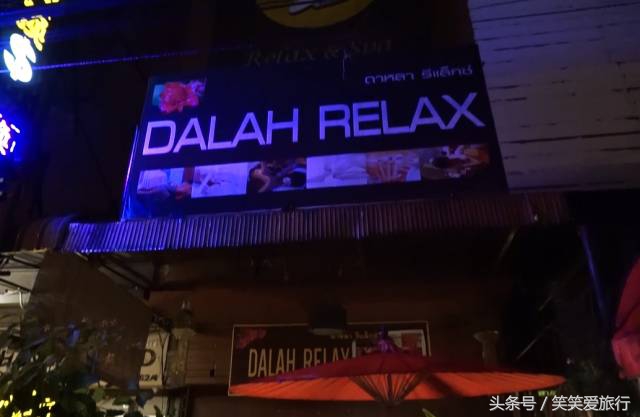 Relax & Spa
ดาหลา รีแล็กซ์
DALAH RELAX
DALAH RELAX
头条号 / 笑笑爱旅行